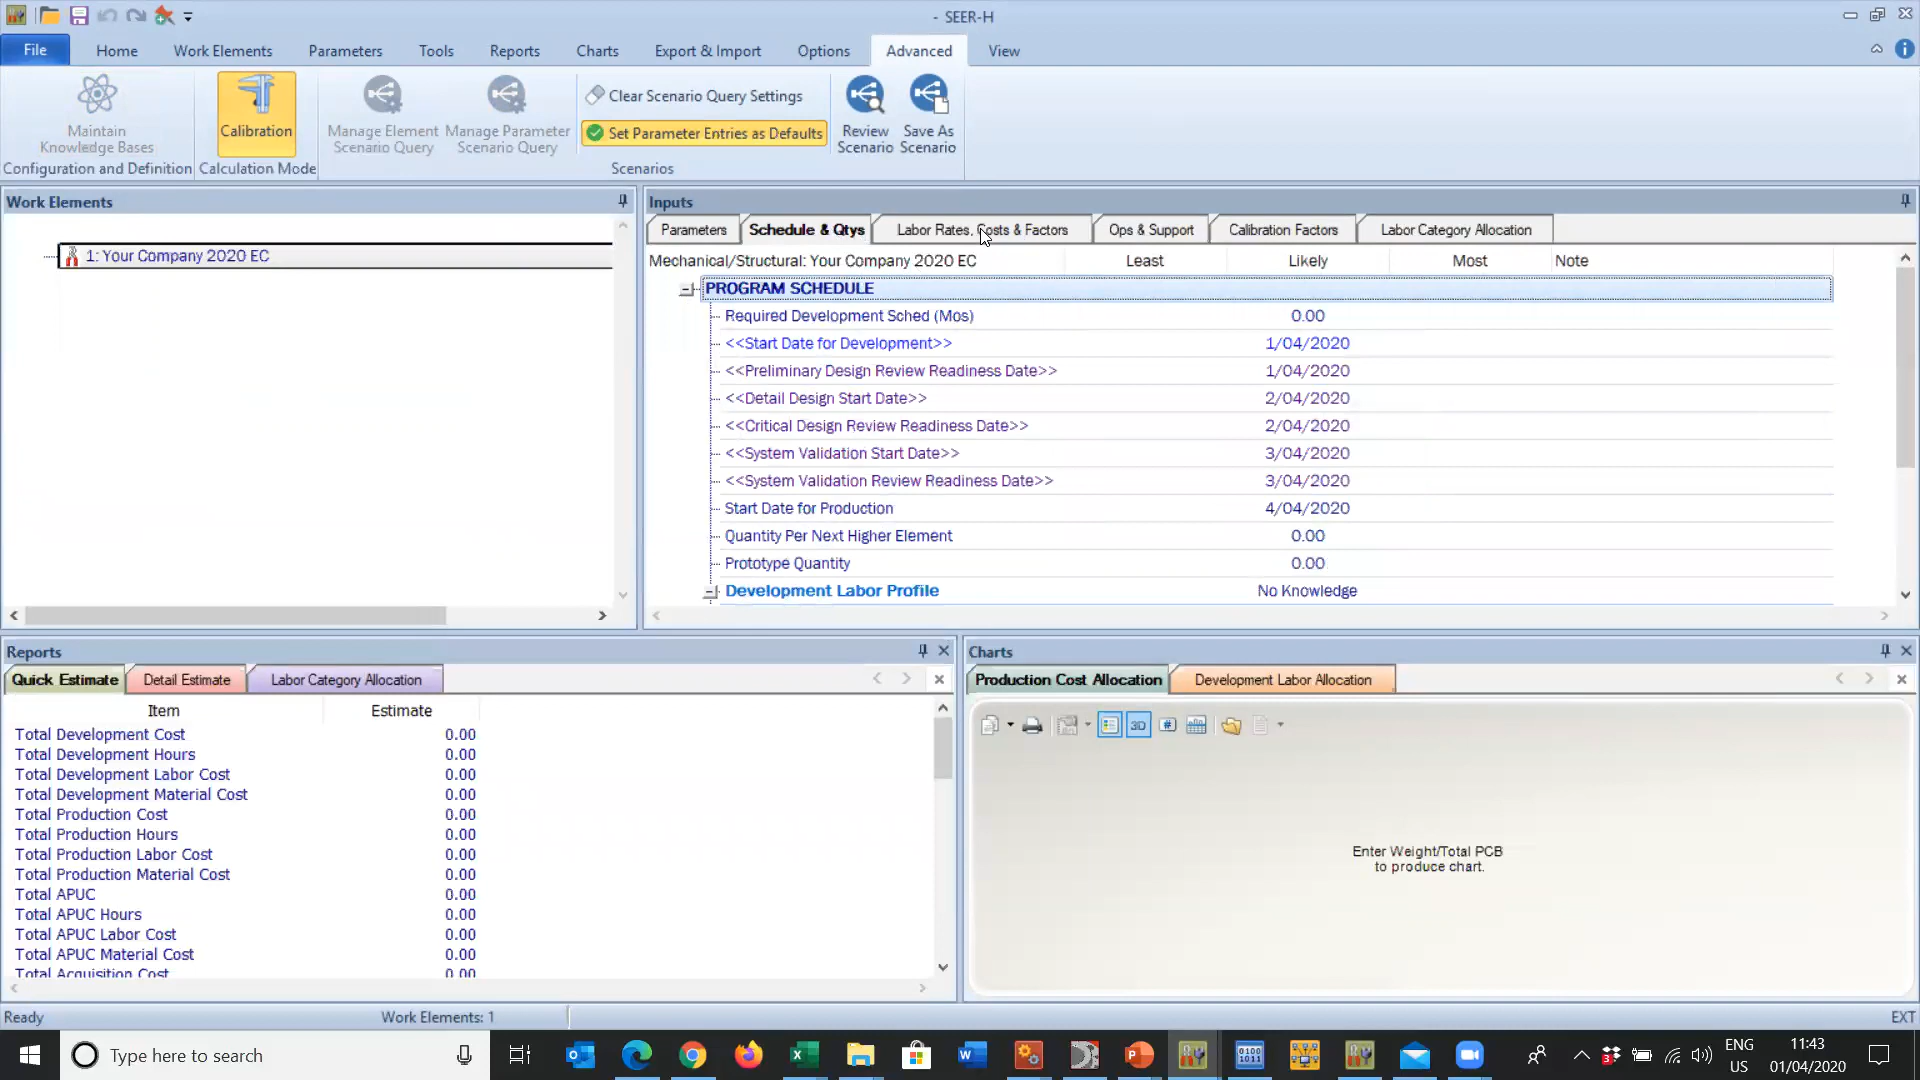 - SEER-H
File Home Work Elements Parameters Tools Reports Charts Export & Import Options Advanced View
Maintain Knowledge Bases
Configuration and Definition
Calibration
Calculation Mode
Manage Element Scenario Query
Manage Parameter Scenario Query
Clear Scenario Query Settings
Set Parameter Entries as Defaults
Review Scenario
Save As Scenario
Scenarios
Work Elements
1: Your Company 2020 EC
Inputs
Parameters Schedule & Qtys Labor Rates, Costs & Factors Ops & Support Calibration Factors Labor Category Allocation
Mechanical/Structural: Your Company 2020 EC Least Likely Most Note
PROGRAM SCHEDULE
Required Development Sched (Mos) 0.00
<<Start Date for Development>> 1/04/2020
<<Preliminary Design Review Readiness Date>> 1/04/2020
<<Detail Design Start Date>> 2/04/2020
<<Critical Design Review Readiness Date>> 2/04/2020
<<System Validation Start Date>> 3/04/2020
<<System Validation Review Readiness Date>> 3/04/2020
Start Date for Production 4/04/2020
Quantity Per Next Higher Element 0.00
Prototype Quantity 0.00
Development Labor Profile No Knowledge
Reports
Quick Estimate Detail Estimate Labor Category Allocation
Item Estimate
Total Development Cost 0.00
Total Development Hours 0.00
Total Development Labor Cost 0.00
Total Development Material Cost 0.00
Total Production Cost 0.00
Total Production Hours 0.00
Total Production Labor Cost 0.00
Total Production Material Cost 0.00
Total APUC 0.00
Total APUC Hours 0.00
Total APUC Labor Cost 0.00
Total APUC Material Cost 0.00
Total Acquisition Cost 0.00
Charts
Production Cost Allocation Development Labor Allocation
3D #
Enter Weight/Total PCB
to produce chart.
Ready Work Elements: 1 EXT
Type here to search
ENG
US
11:43
01/04/2020